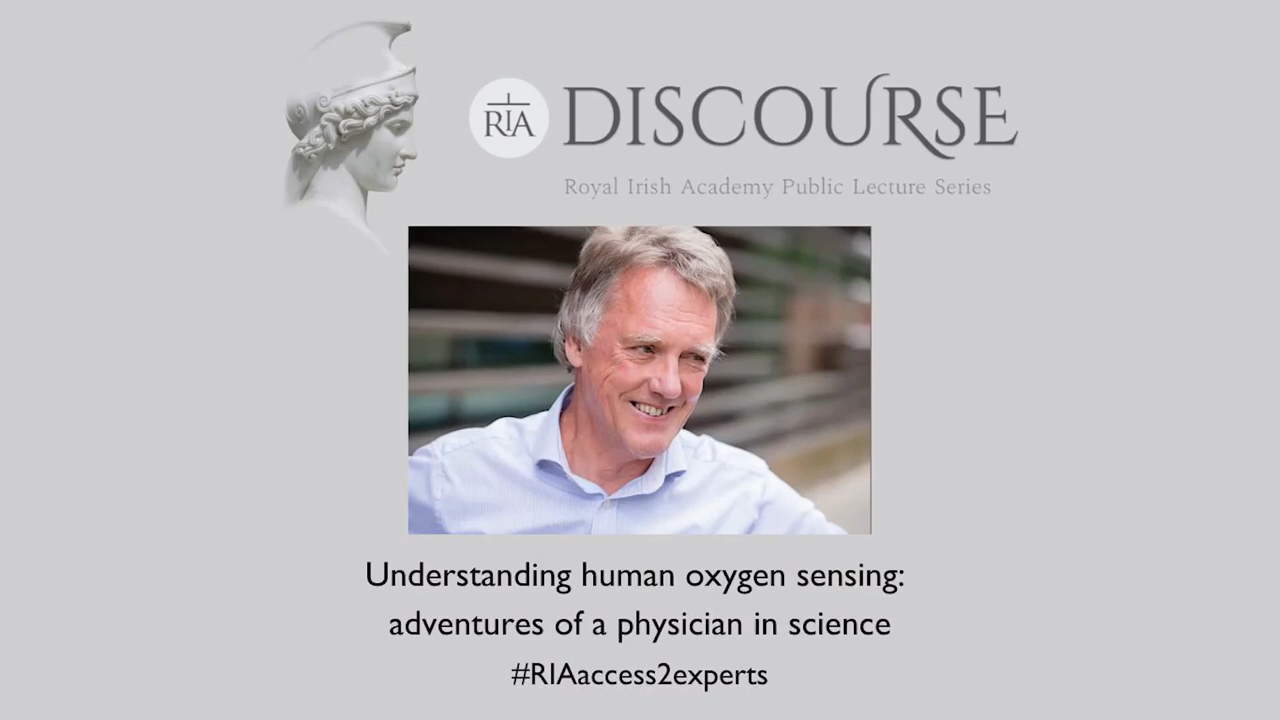 RIA DISCOURSE
Royal Irish Academy Public Lecture Series
Understanding human oxygen sensing:
adventures of a physician in science
#RIAaccess2experts